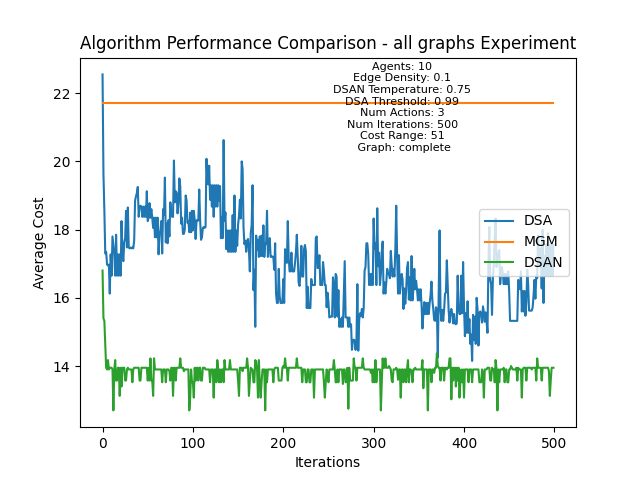 Algorithm Performance Comparison - all graphs Experiment
Agents: 10
Edge Density: 0.1
DSAN Temperature: 0.75
DSA Threshold: 0.99
Num Actions: 3
Num Iterations: 500
Cost Range: 51
Graph: complete
Average Cost
22
20
18
16
14
DSA
MGM
DSAN
0 100 200 300 400 500
Iterations